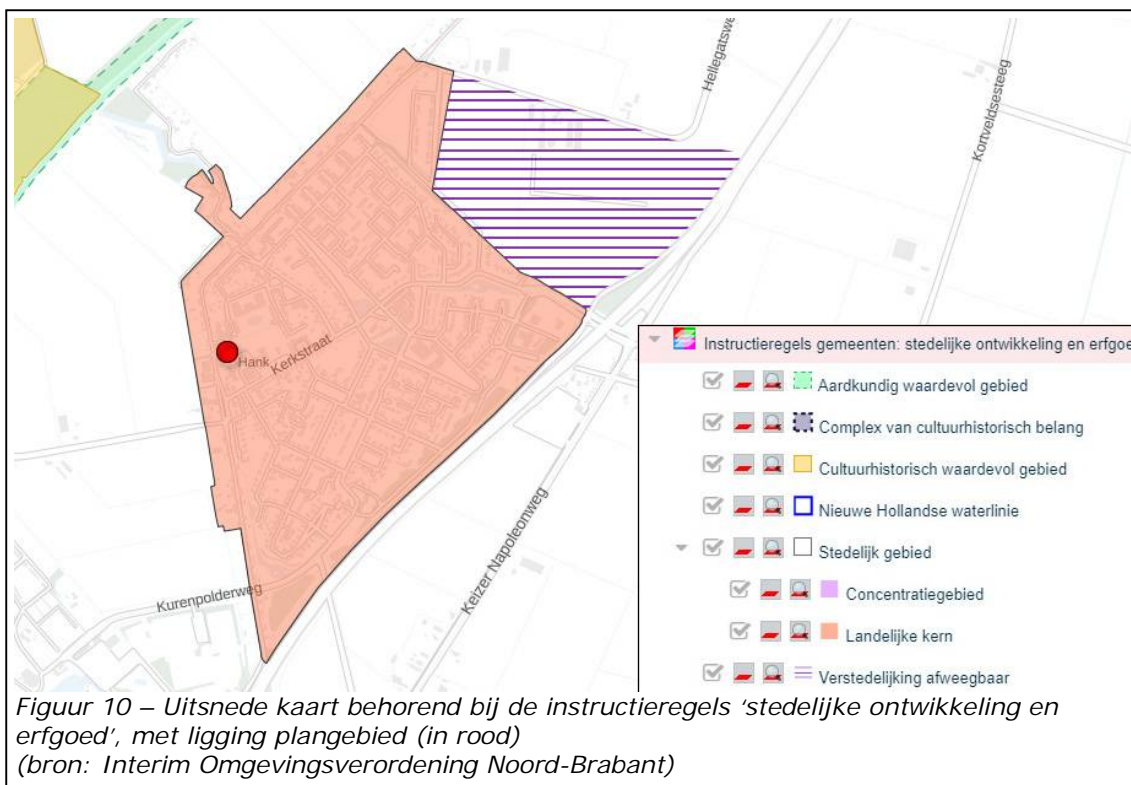 Hellegatswe
Kortveldsesteeg
Hank
Kerkstraat
Keizer Napoleonweg
Kurenpolderweg
Instructieregels gemeenten: stedelijke ontwikkeling en erfgoe
Aardkundig waardevol gebied
Complex van cultuurhistorisch belang
Cultuurhistorisch waardevol gebied
Nieuwe Hollandse waterlinie
Stedelijk gebied
Concentratiegebied
Landelijke kern
Verstedelijking afweegbaar
Figuur 10 – Uitsnede kaart behorend bij de instructieregels ‘stedelijke ontwikkeling en
erfgoed’, met ligging plangebied (in rood)
(bron: Interim Omgevingsverordening Noord-Brabant)